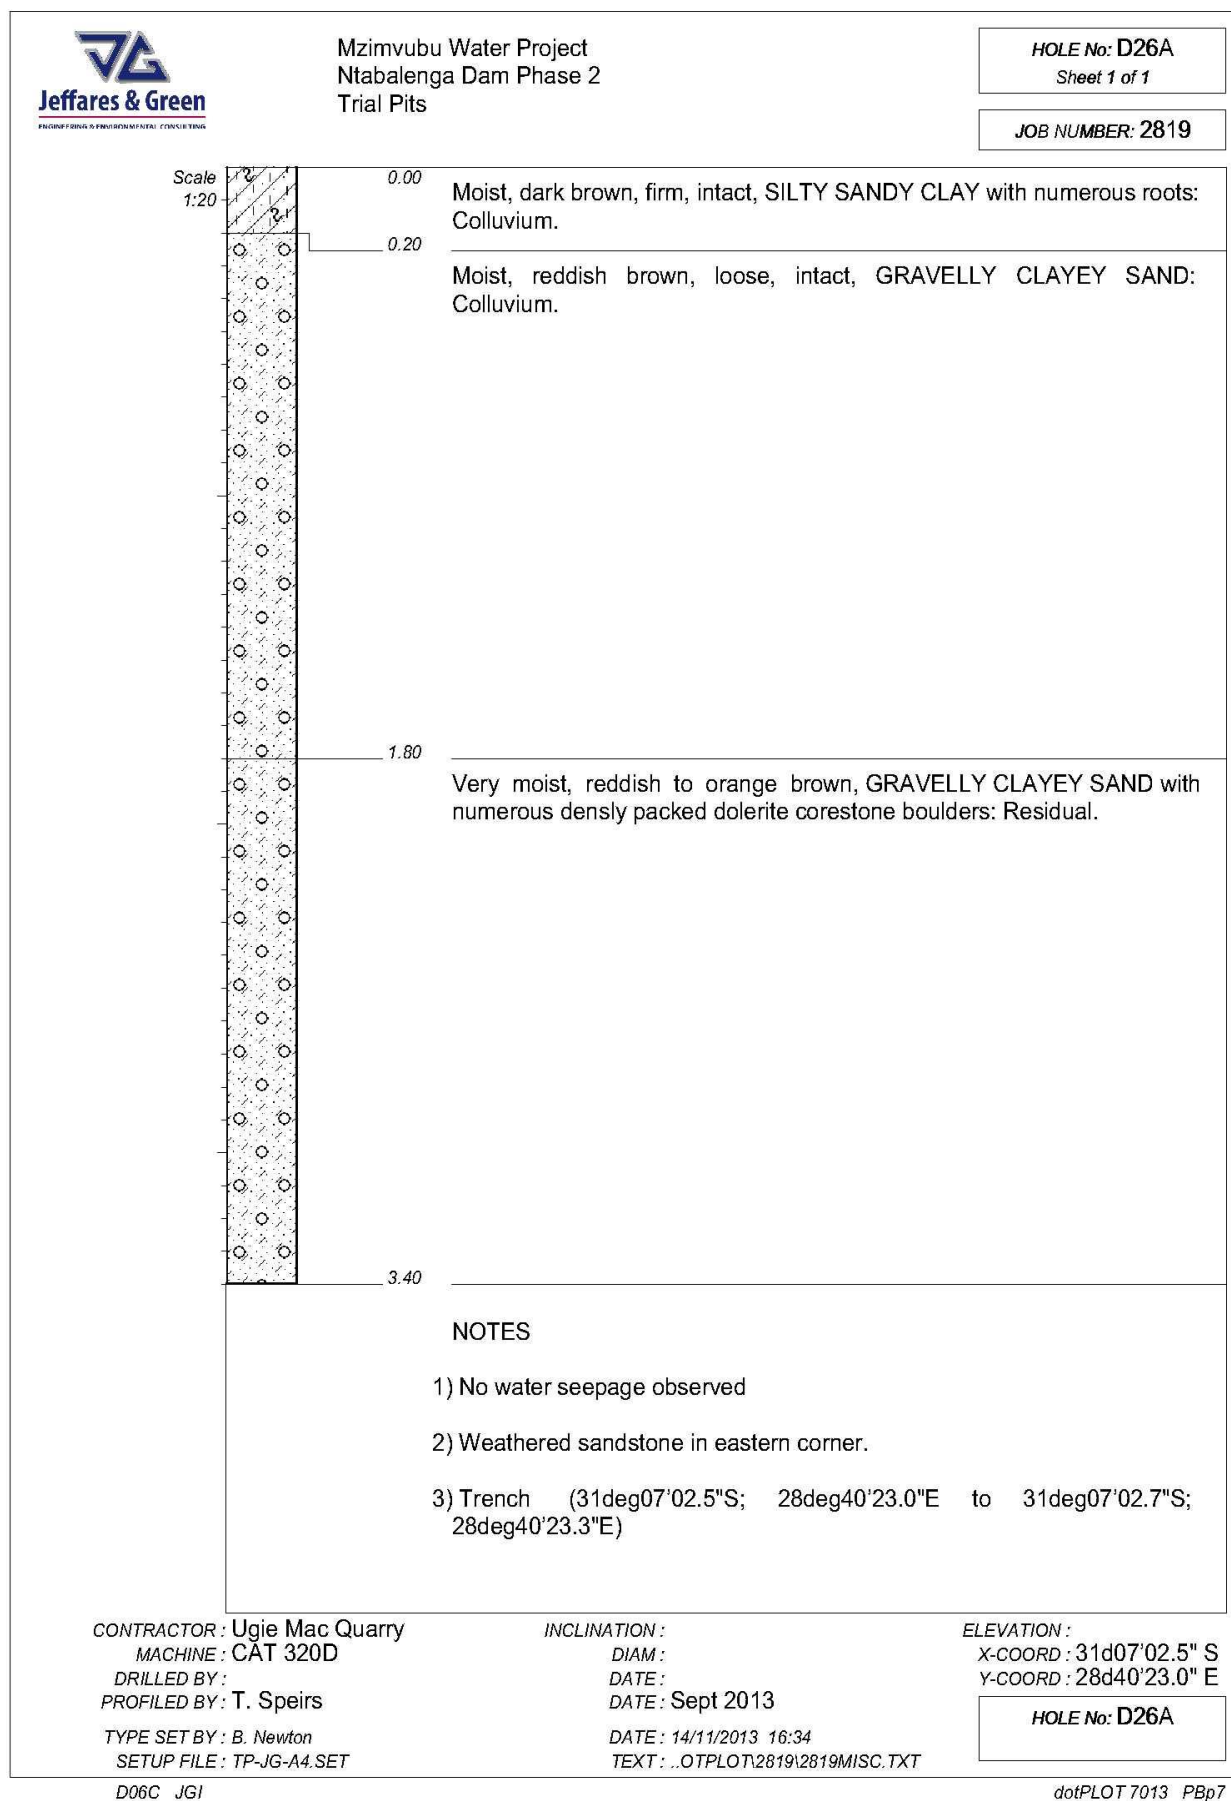 Jeffares & Green
ENGINEERING & ENVIRONMENTAL CONSULTING
Mzimvubu Water Project
Ntabalenga Dam Phase 2
Trial Pits
HOLE No: D26A
Sheet 1 of 1
JOB NUMBER: 2819
Scale
1:20
0.00
Moist, dark brown, firm, intact, SILTY SANDY CLAY with numerous roots:
Colluvium.
0.20
Moist, reddish brown, loose, intact, GRAVELLY CLAYEY SAND:
Colluvium.
1.80
Very moist, reddish to orange brown, GRAVELLY CLAYEY SAND with
numerous densly packed dolerite corestone boulders: Residual.
3.40
NOTES
1) No water seepage observed
2) Weathered sandstone in eastern corner.
3) Trench (31deg07'02.5"S; 28deg40'23.0"E to 31deg07'02.7"S;
28deg40'23.3"E)
CONTRACTOR : Ugie Mac Quarry
MACHINE : CAT 320D
DRILLED BY :
PROFILED BY : T. Speirs
TYPE SET BY : B. Newton
SETUP FILE : TP-JG-A4.SET
INCLINATION :
DIAM :
DATE :
DATE : Sept 2013
DATE : 14/11/2013 16:34
TEXT : ..OTPLOT\2819\2819MISC.TXT
ELEVATION :
X-COORD : 31d07'02.5" S
Y-COORD : 28d40'23.0" E
HOLE No: D26A
D06C JGI
dotPLOT 7013 PBp7